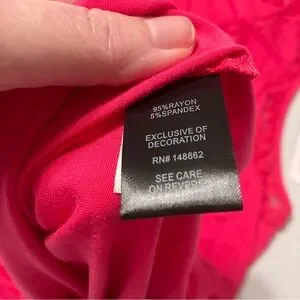 95%RAYON
5%SPANDEX
EXCLUSIVE OF
DECORATION
RN# 148862
SEE CARE
ON REVERSE